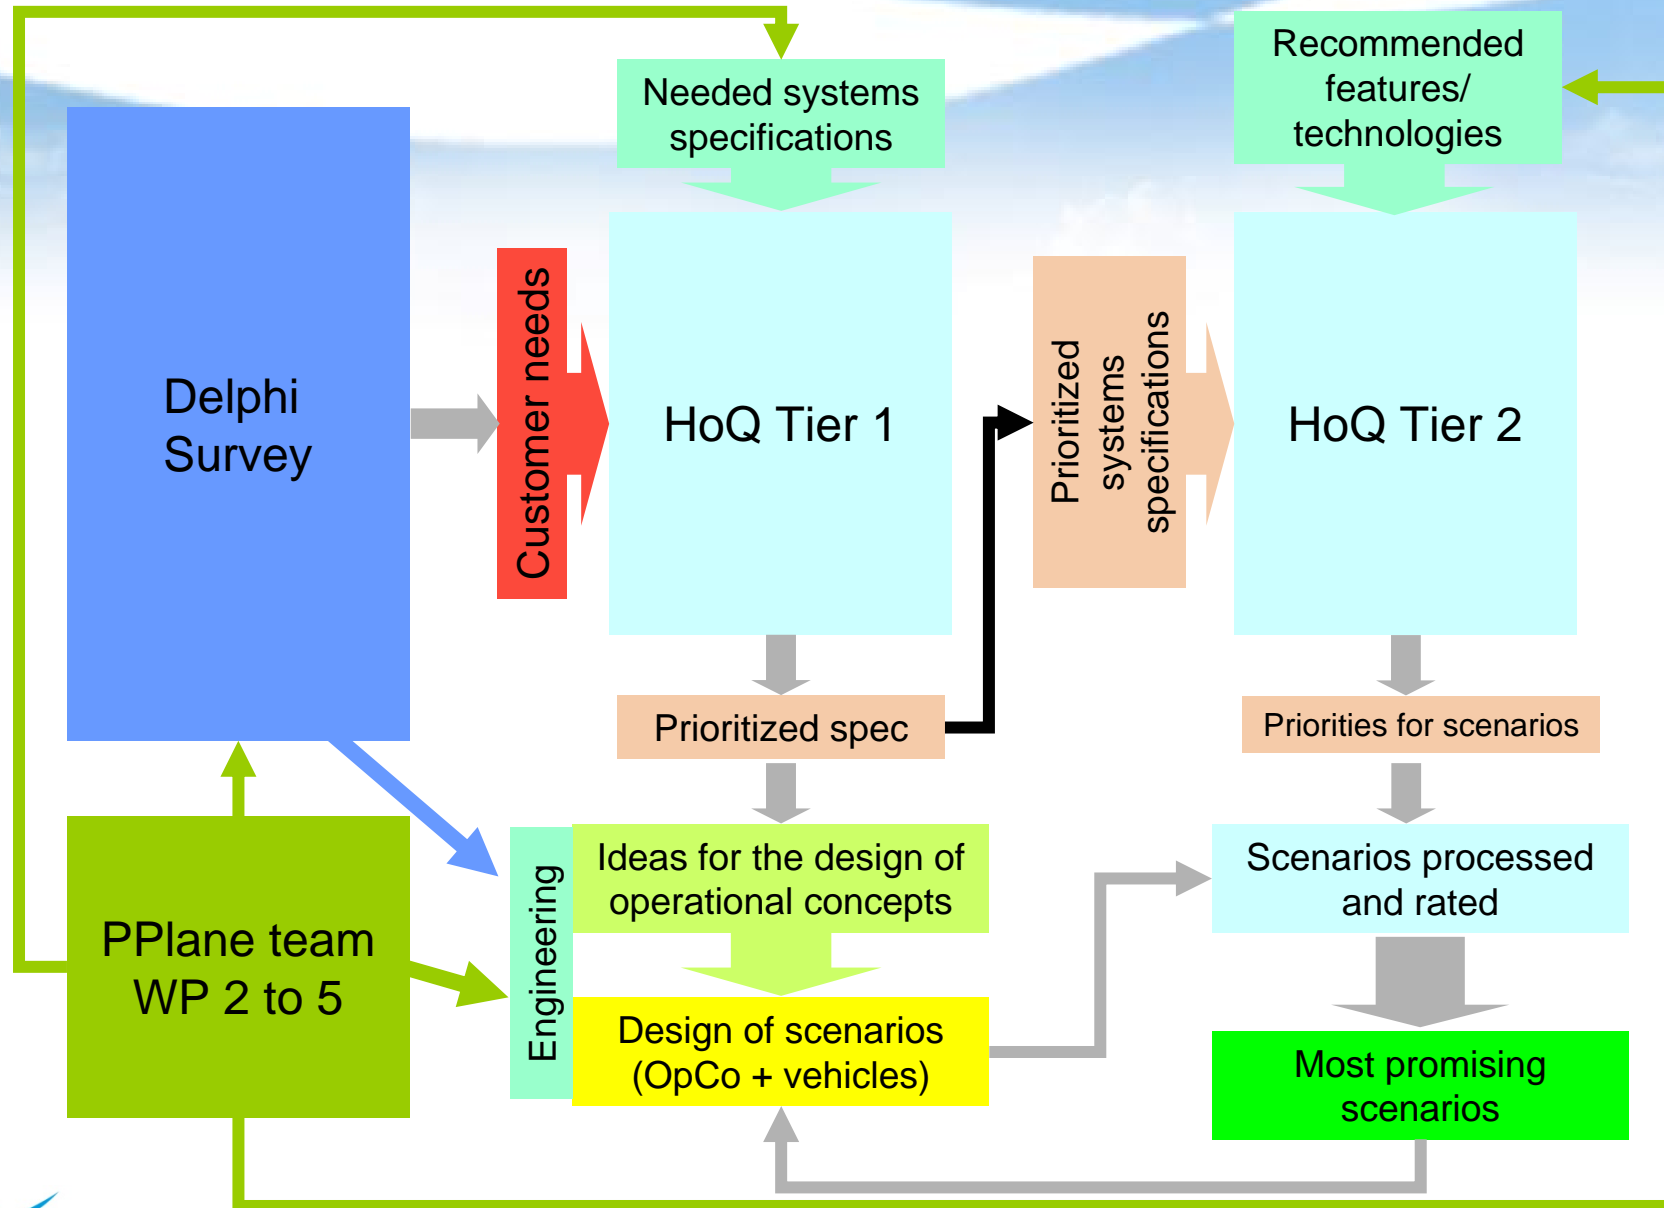 Needed systems
specifications
Recommended
features/
technologies
Delphi
Survey
Customer needs
HoQ Tier 1
Prioritized
systems
specifications
HoQ Tier 2
Prioritized spec
Priorities for scenarios
PPlane team
WP 2 to 5
Engineering
Ideas for the design of
operational concepts
Scenarios processed
and rated
Design of scenarios
(OpCo + vehicles)
Most promising
scenarios